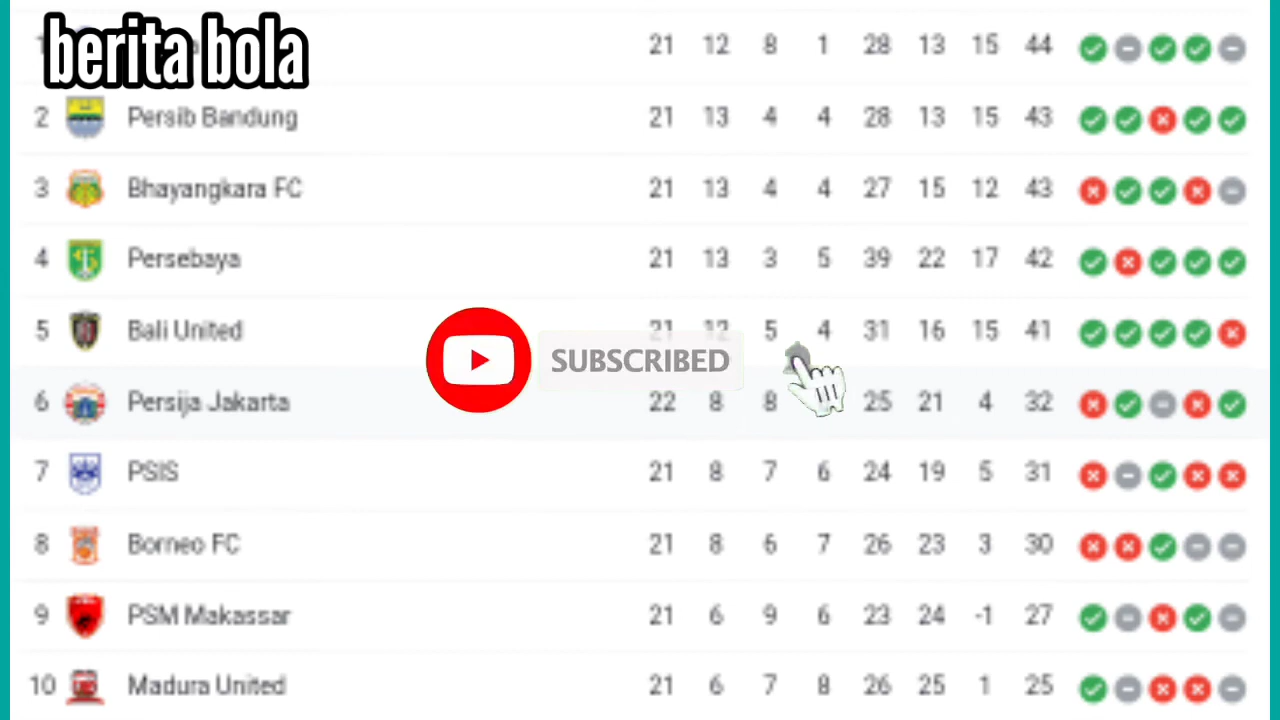 berita bola
21 12 8 1 28 13 15 44
2 Persib Bandung 21 13 4 4 28 13 15 43
3 Bhayangkara FC 21 13 4 4 27 15 12 43
4 Persebaya 21 13 3 5 39 22 17 42
5 Bali United 21 12 5 4 31 16 15 41
SUBSCRIBED
6 Persija Jakarta 22 8 8 25 21 4 32
7 PSIS 21 8 7 6 24 19 5 31
8 Borneo FC 21 8 6 7 26 23 3 30
9 PSM Makassar 21 6 9 6 23 24 -1 27
10 Madura United 21 6 7 8 26 25 1 25